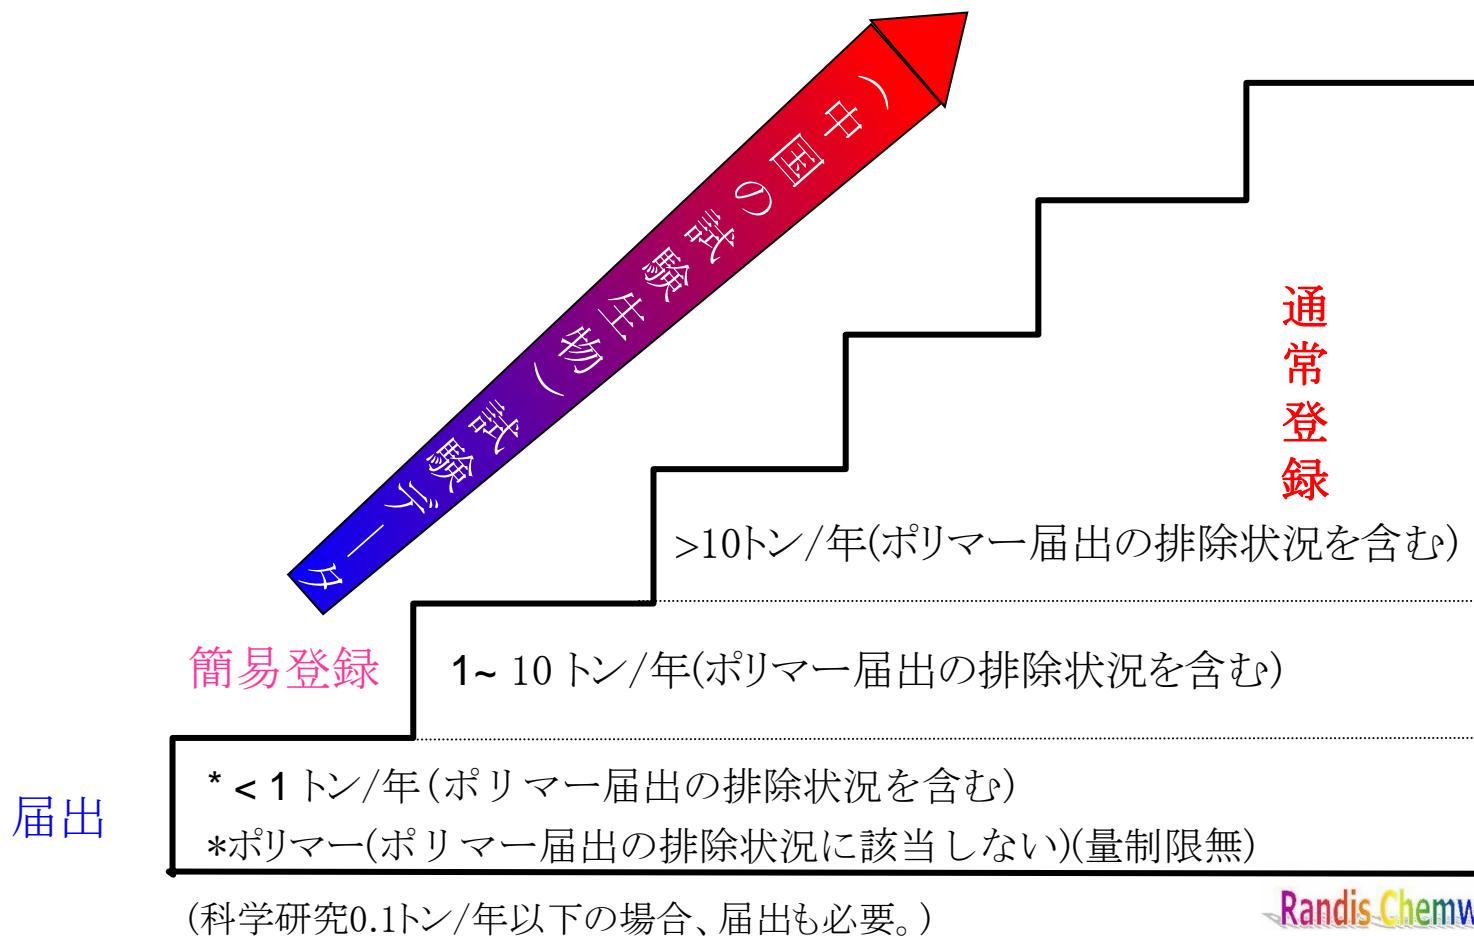 (中国の試験生物)試験データ
通常登録
>10トン/年(ポリマー届出の排除状況を含む)
簡易登録
1~ 10 トン/年(ポリマー届出の排除状況を含む)
届出
* < 1 トン/年(ポリマー届出の排除状況を含む)
*ポリマー(ポリマー届出の排除状況に該当しない)(量制限無)
(科学研究0.1トン/年以下の場合、届出も必要。)
Randis Chemw